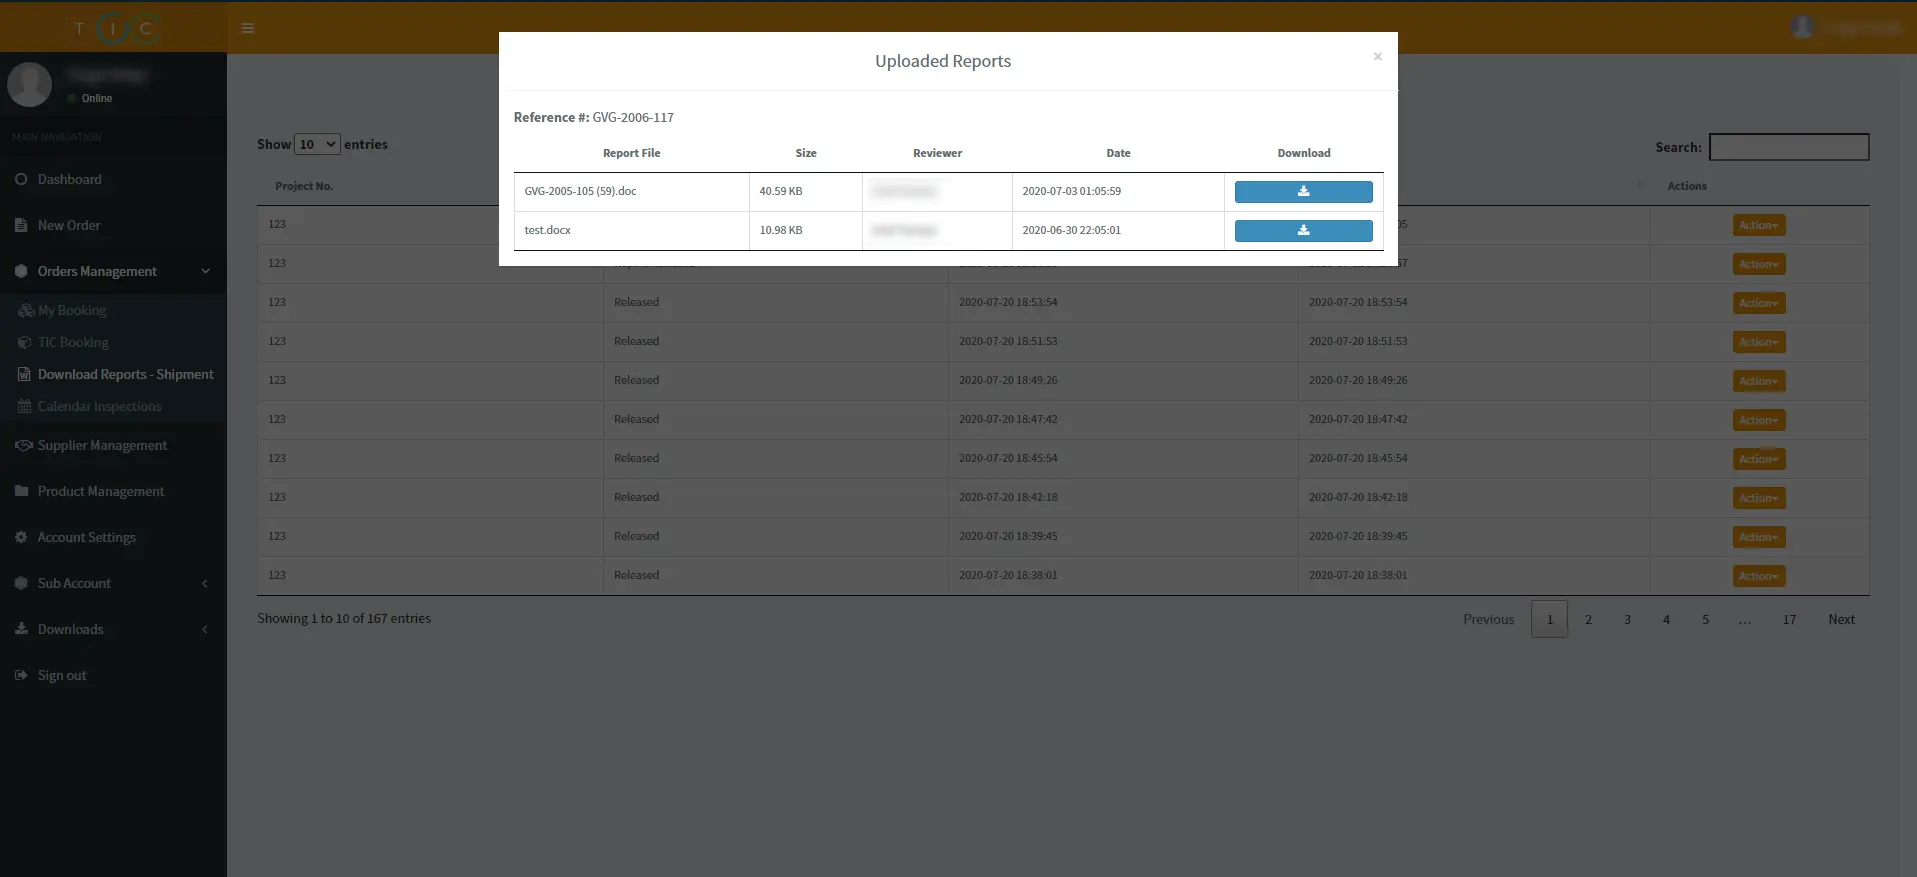 T I C
Uploaded Reports ×
Online
Reference #: GVG-2006-117
MAIN NAVIGATION
Show 10 entries
Search:
Report File Size Reviewer Date Download
GVG-2005-105 (59).doc 40.59 KB 2020-07-03 01:05:59
test.docx 10.98 KB 2020-06-30 22:05:01
Project No. Actions
123 Action
123 Action
123 Released 2020-07-20 18:53:54 2020-07-20 18:53:54 Action
123 Released 2020-07-20 18:51:53 2020-07-20 18:51:53 Action
123 Released 2020-07-20 18:49:26 2020-07-20 18:49:26 Action
123 Released 2020-07-20 18:47:42 2020-07-20 18:47:42 Action
123 Released 2020-07-20 18:45:54 2020-07-20 18:45:54 Action
123 Released 2020-07-20 18:42:18 2020-07-20 18:42:18 Action
123 Released 2020-07-20 18:39:45 2020-07-20 18:39:45 Action
123 Released 2020-07-20 18:38:01 2020-07-20 18:38:01 Action
Showing 1 to 10 of 167 entries
Previous 1 2 3 4 5 … 17 Next
Dashboard
New Order
Orders Management
My Booking
TIC Booking
Download Reports - Shipment
Calendar Inspections
Supplier Management
Product Management
Account Settings
Sub Account
Downloads
Sign out